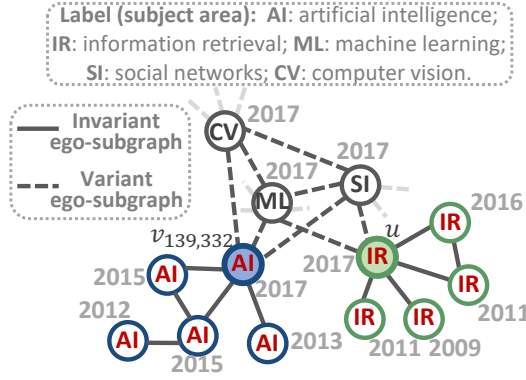 Label (subject area): AI: artificial intelligence;
IR: information retrieval; ML: machine learning;
SI: social networks; CV: computer vision.
Invariant
ego-subgraph
Variant
ego-subgraph
CV
2017
2017
2017
ML
SI
2016
IR
v139,332
u
AI
2017
2017
IR
2015
AI
IR
2011
2012
AI
AI
2015
AI
2013
IR
2011
IR
2009